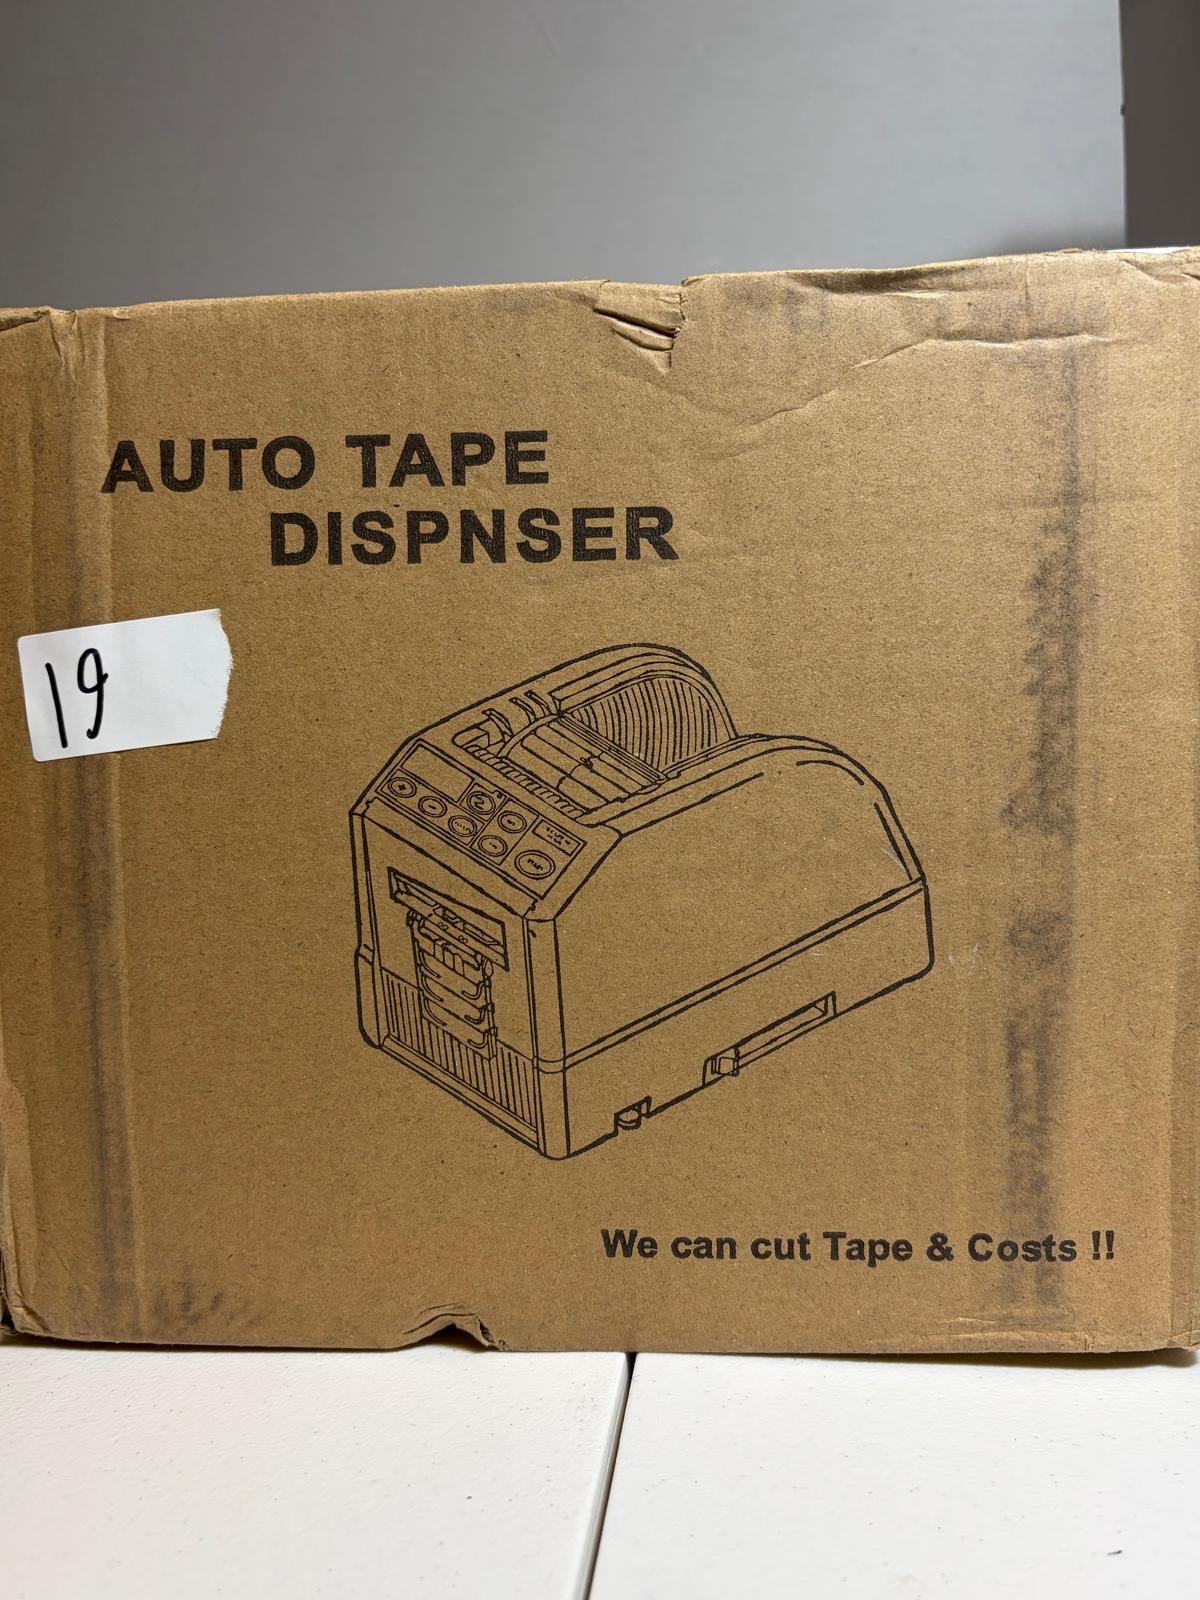 AUTO TAPE
DISPNSER
19
We can cut Tape & Costs !!